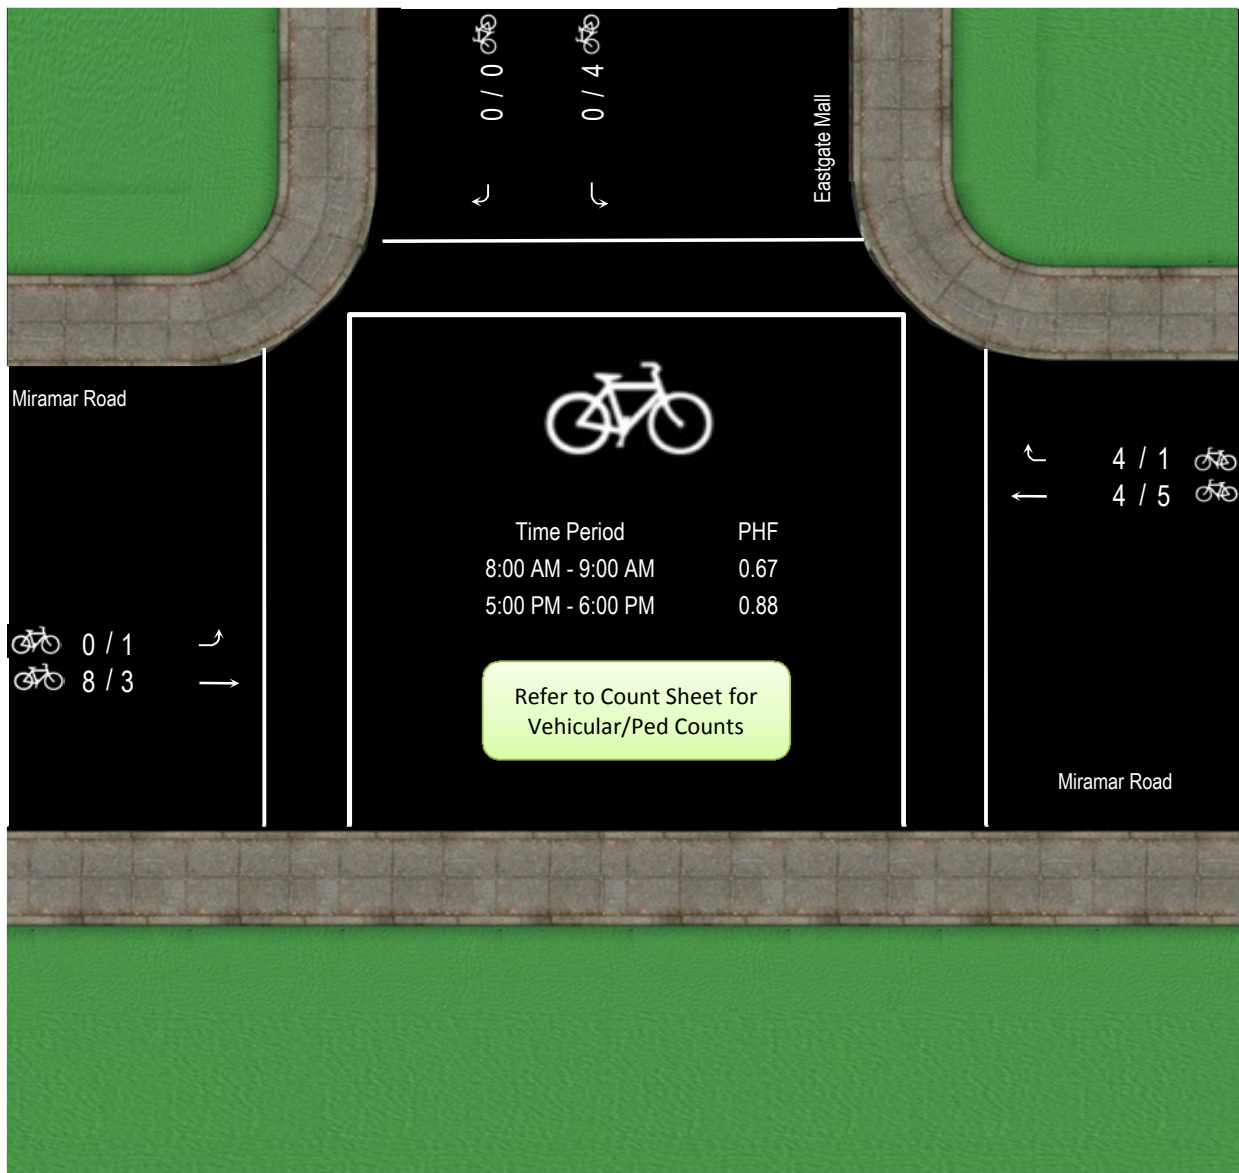 0 / 0
0 / 4
Eastgate Mall
Miramar Road
4 / 1
4 / 5
Time Period PHF
8:00 AM - 9:00 AM 0.67
5:00 PM - 6:00 PM 0.88
0 / 1
8 / 3
Refer to Count Sheet for
Vehicular/Ped Counts
Miramar Road